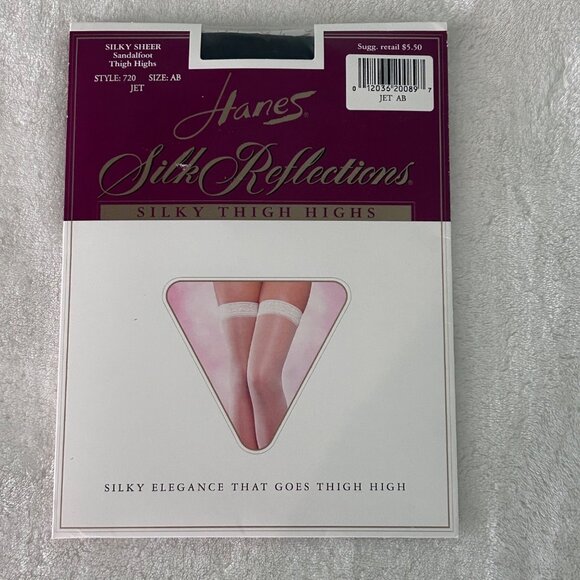 SILKY SHEER
Sandalfoot
Thigh Highs
STYLE: 720 SIZE: AB
JET
Sugg. retail $5.50
0 12036 20089 7
JET AB
Hanes®
Silk Reflections®
SILKY THIGH HIGHS
SILKY ELEGANCE THAT GOES THIGH HIGH